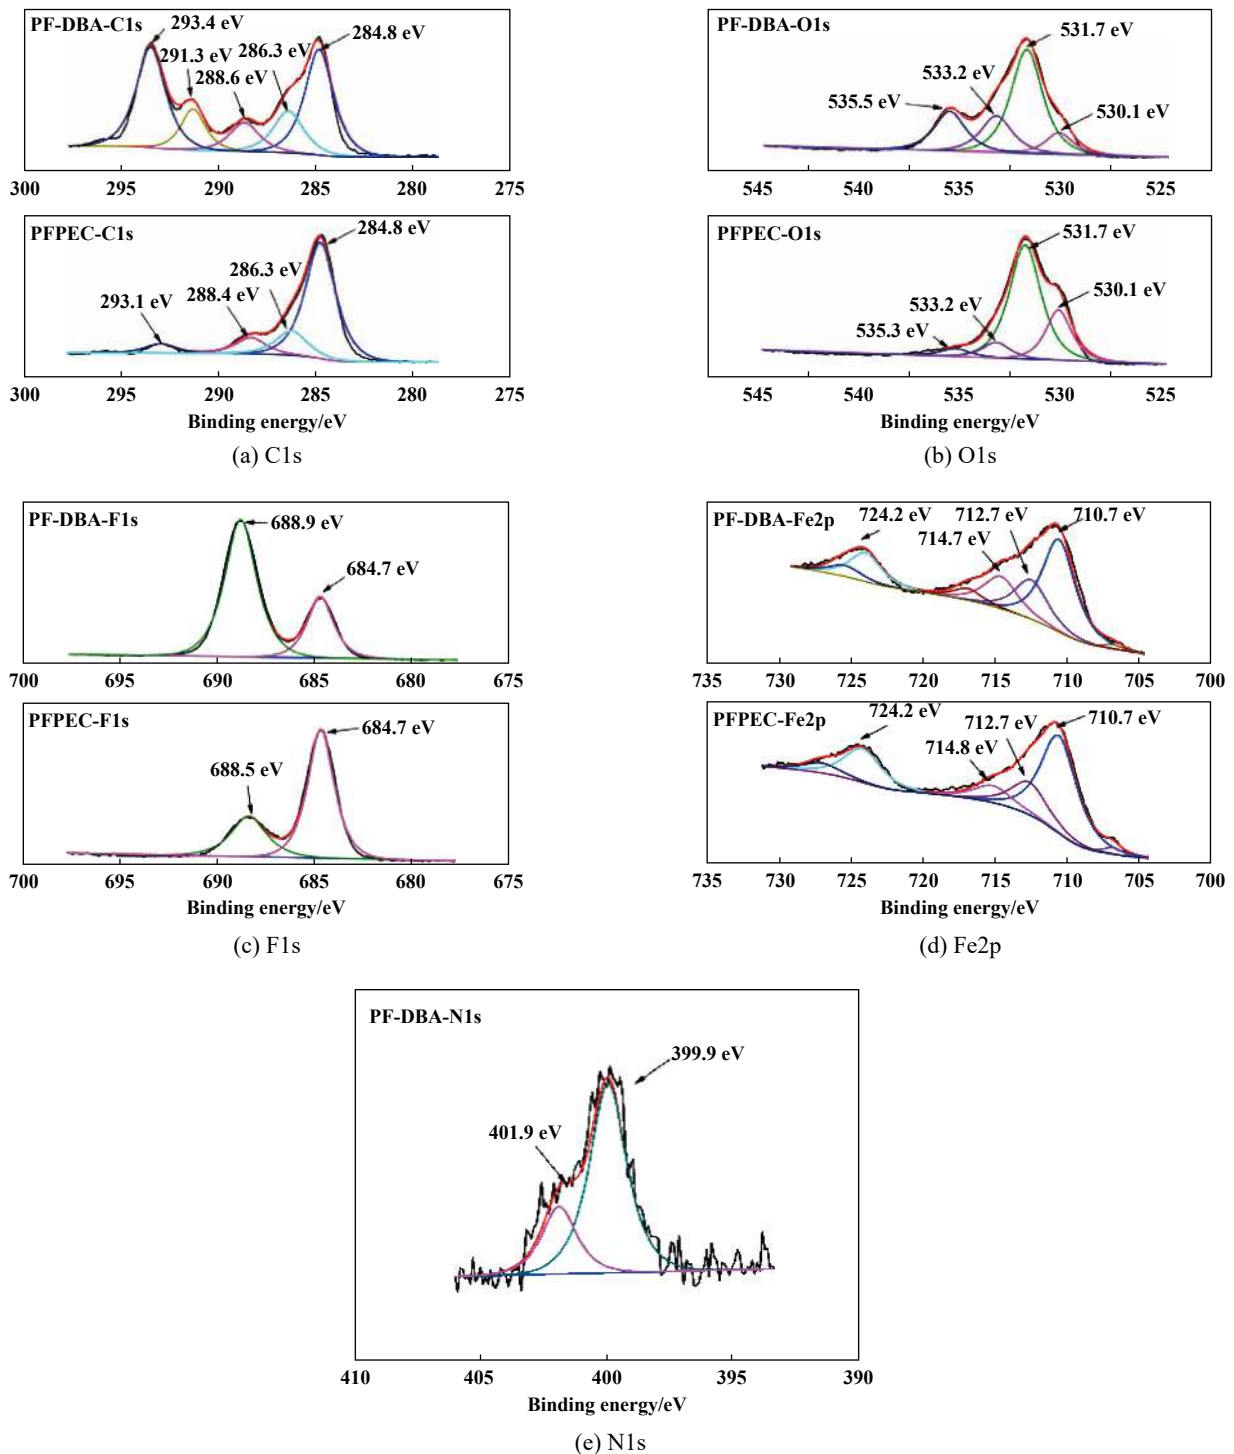 PF-DBA-C1s
293.4 eV
291.3 eV
288.6 eV
286.3 eV
284.8 eV
300 295 290 285 280 275
PFPEC-C1s
293.1 eV
288.4 eV
286.3 eV
284.8 eV
300 295 290 285 280 275
Binding energy/eV
(a) C1s
PF-DBA-O1s
535.5 eV
533.2 eV
531.7 eV
530.1 eV
545 540 535 530 525
PFPEC-O1s
535.3 eV
533.2 eV
531.7 eV
530.1 eV
545 540 535 530 525
Binding energy/eV
(b) O1s
PF-DBA-F1s
688.9 eV
684.7 eV
700 695 690 685 680 675
PFPEC-F1s
688.5 eV
684.7 eV
700 695 690 685 680 675
Binding energy/eV
(c) F1s
PF-DBA-Fe2p
724.2 eV
714.7 eV
712.7 eV
710.7 eV
735 730 725 720 715 710 705 700
PFPEC-Fe2p
724.2 eV
714.8 eV
712.7 eV
710.7 eV
735 730 725 720 715 710 705 700
Binding energy/eV
(d) Fe2p
PF-DBA-N1s
401.9 eV
399.9 eV
410 405 400 395 390
Binding energy/eV
(e) N1s